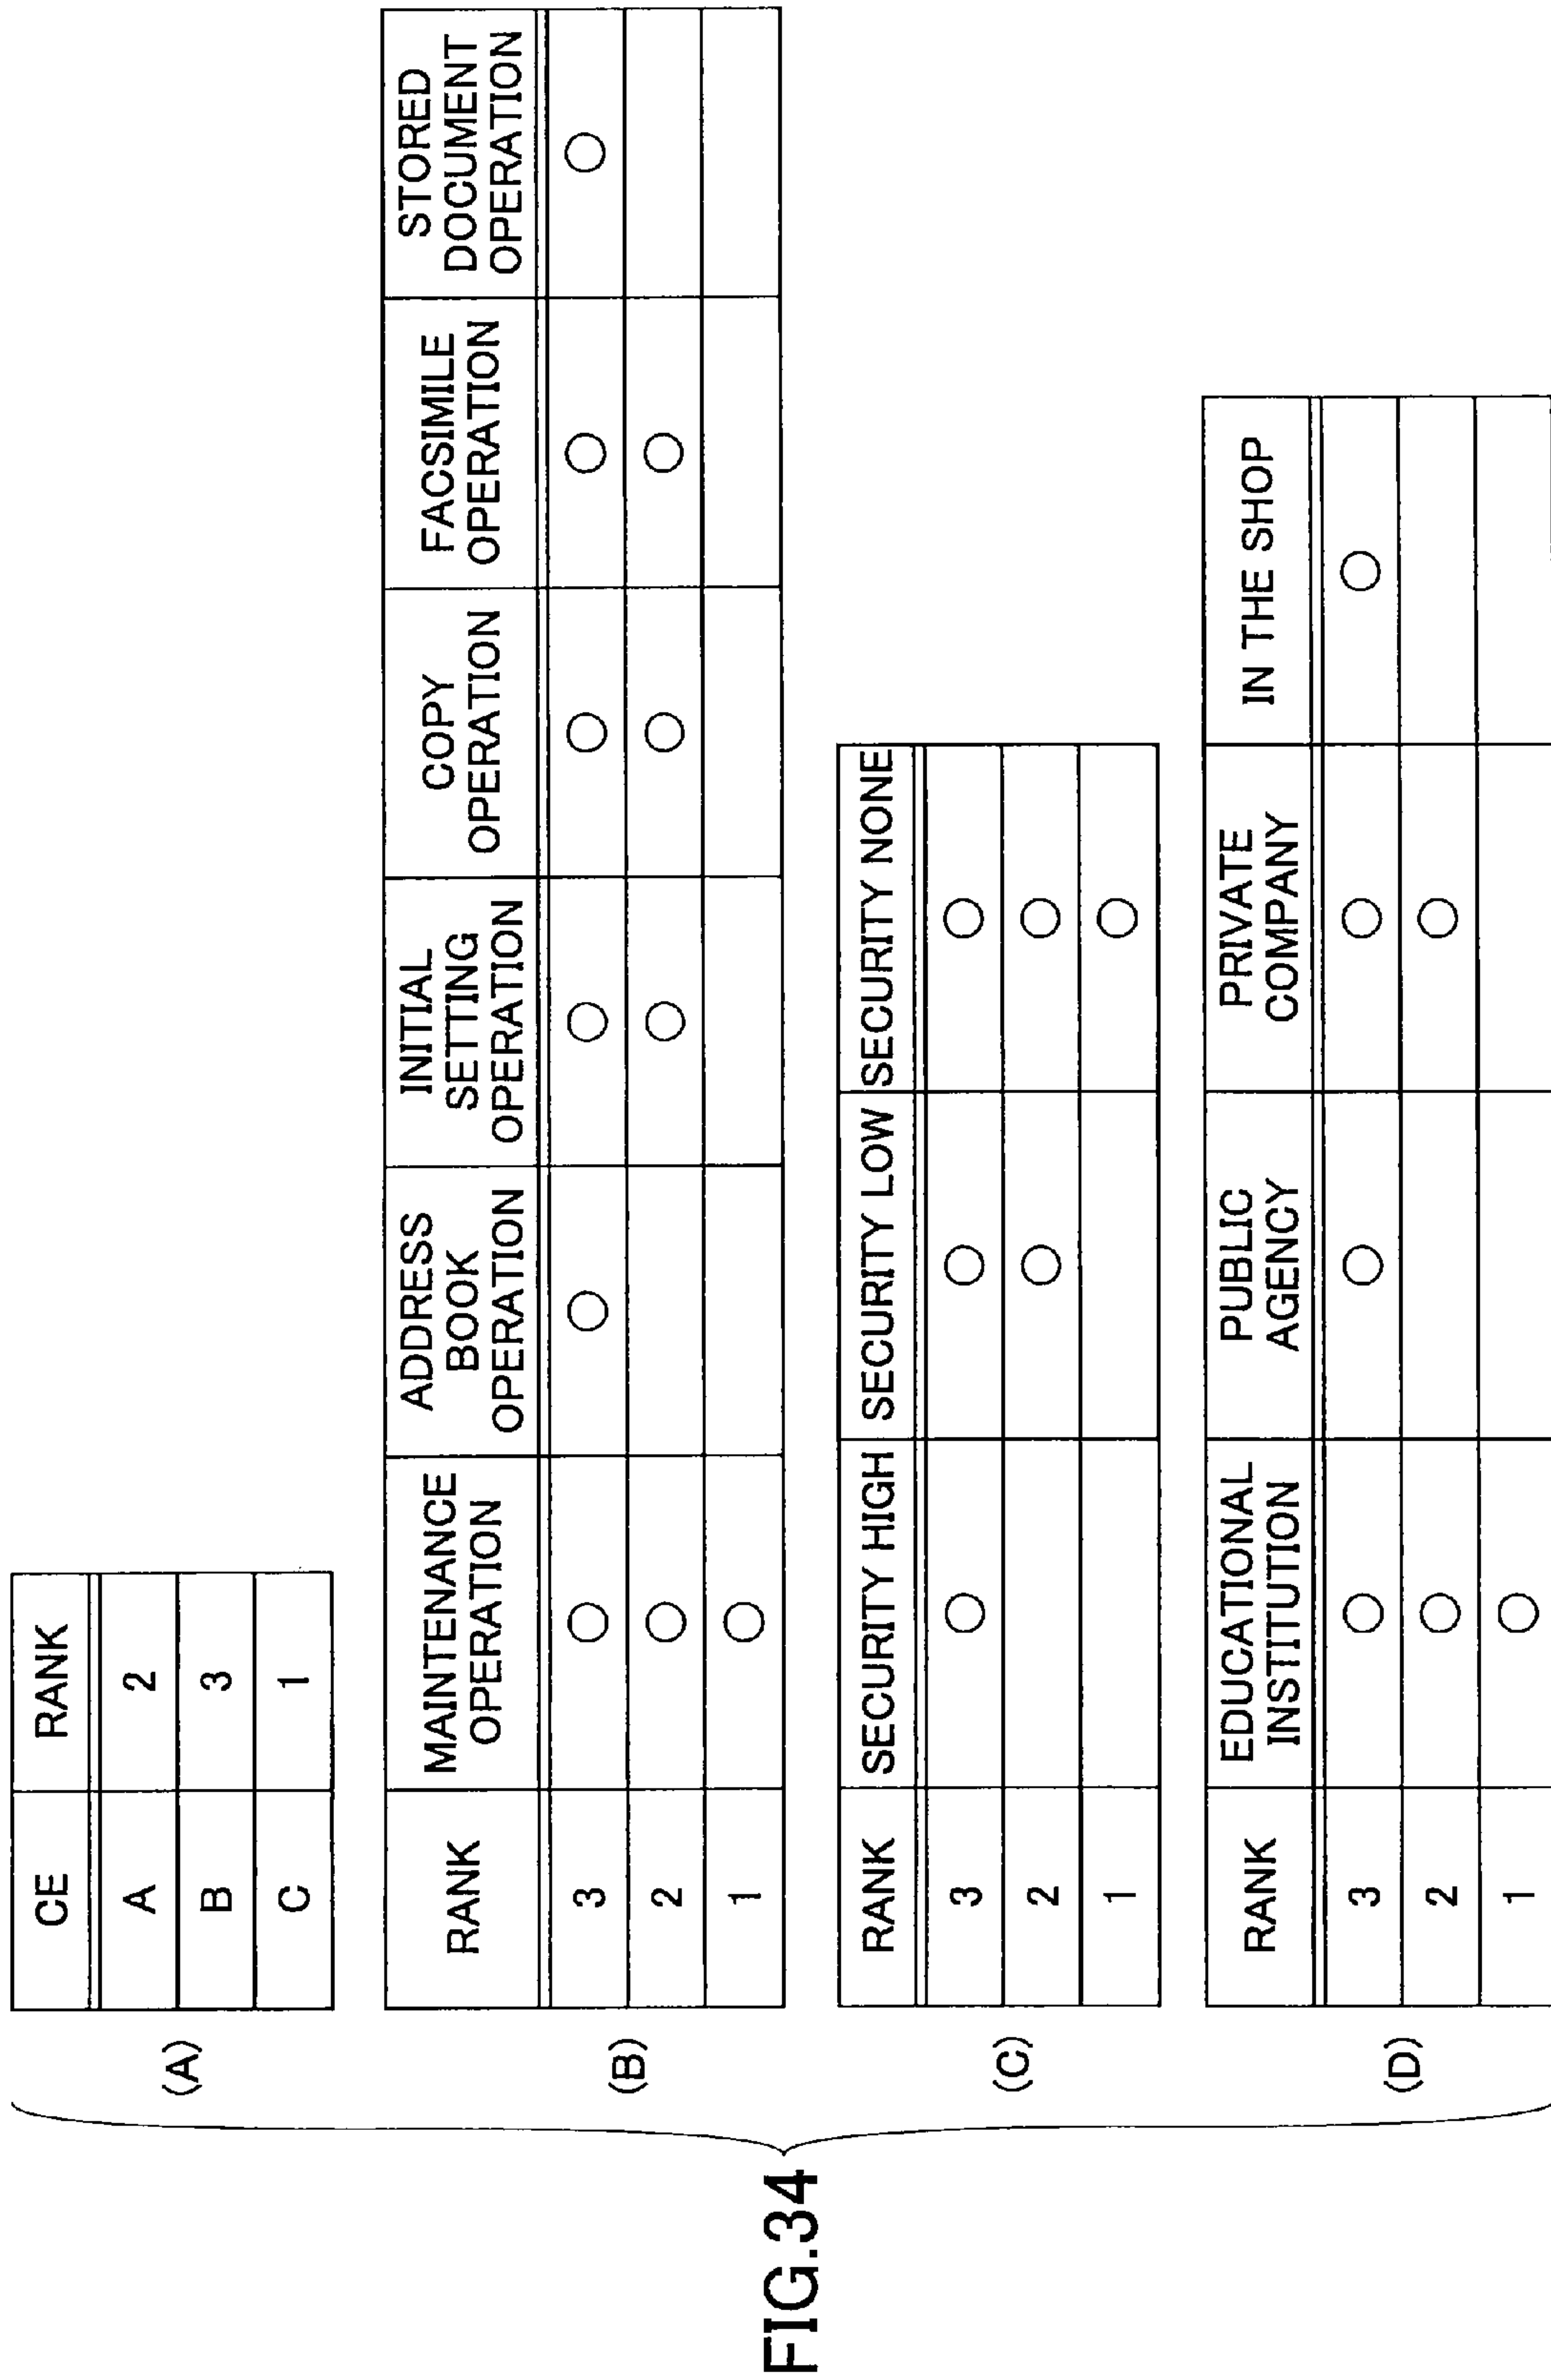 FIG.34
(A)
CE RANK
A 2
B 3
C 1
(B)
RANK MAINTENANCE OPERATION ADDRESS BOOK OPERATION INITIAL SETTING OPERATION COPY OPERATION FACSIMILE OPERATION STORED DOCUMENT OPERATION
3 ○ ○ ○ ○ ○ ○
2 ○ ○ ○ ○
1 ○
(C)
RANK SECURITY HIGH SECURITY LOW SECURITY NONE
3 ○ ○ ○
2 ○ ○
1 ○
(D)
RANK EDUCATIONAL INSTITUTION PUBLIC AGENCY PRIVATE COMPANY IN THE SHOP
3 ○ ○ ○ ○
2 ○ ○
1 ○